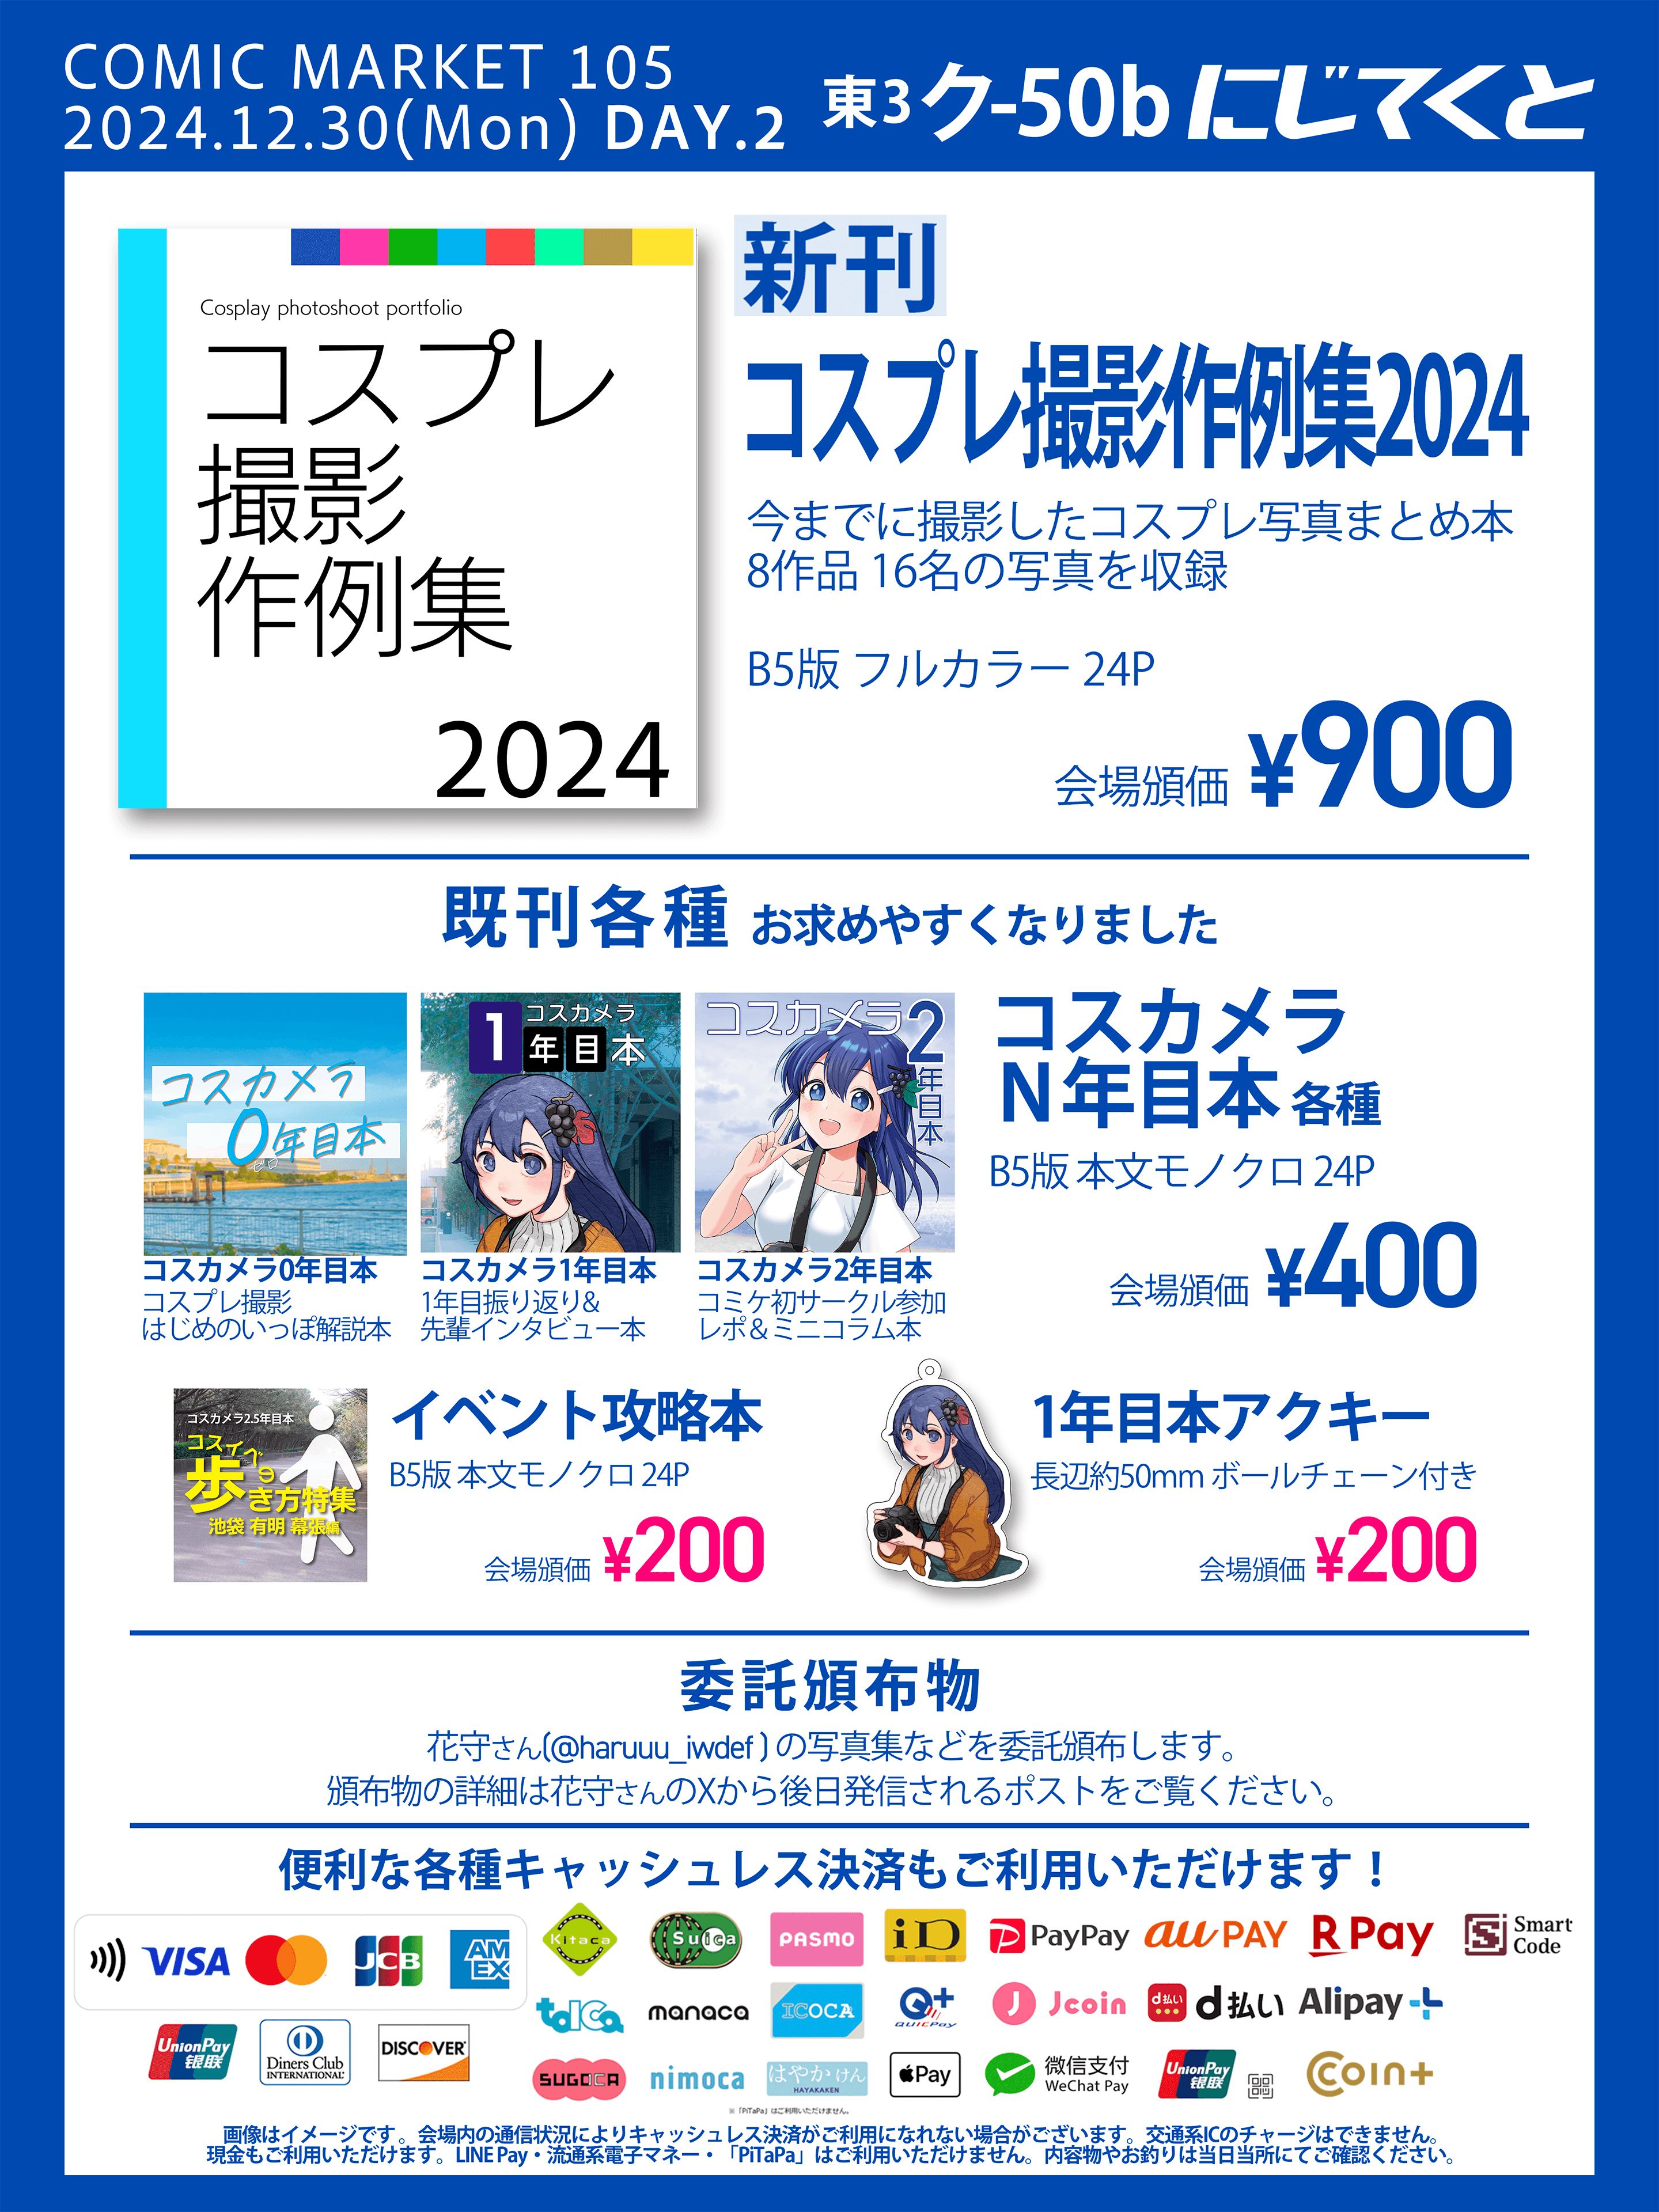 COMIC MARKET 105
2024.12.30(Mon) DAY.2
東3 ク-50b にじてくと
Cosplay photoshoot portfolio
コスプレ
撮影
作例集
2024
新刊
コスプレ撮影作例集2024
今までに撮影したコスプレ写真まとめ本
8作品 16名の写真を収録
B5版 フルカラー 24P
会場頒価 ¥900
既刊各種 お求めやすくなりました
コスカメラ
0年目本
ゼロ
コスカメラ0年目本
コスプレ撮影
はじめのいっぽ解説本
コスカメラ
1年目本
コスカメラ1年目本
1年目振り返り&
先輩インタビュー本
コスカメラ2年目本
コスカメラ2年目本
コミケ初サークル参加
レポ&ミニコラム本
コスカメラ
N年目本 各種
B5版 本文モノクロ 24P
会場頒価 ¥400
コスカメラ2.5年目本
コスイベの
歩き方特集
池袋 有明 幕張編
イベント攻略本
B5版 本文モノクロ 24P
会場頒価 ¥200
1年目本アクキー
長辺約50mm ボールチェーン付き
会場頒価 ¥200
委託頒布物
花守さん(@haruuu_iwdef )の写真集などを委託頒布します。
頒布物の詳細は花守さんのXから後日発信されるポストをご覧ください。
便利な各種キャッシュレス決済もご利用いただけます！
VISA JCB AMEX
UnionPay 银联 Diners Club INTERNATIONAL DISCOVER
Kitaca Suica PASMO iD PayPay au PAY R Pay Smart Code
TOICA manaca ICOCA QUICPay Jcoin d払い d払い Alipay+
SUGOCA nimoca はやかけん HAYAKAKEN Pay 微信支付 WeChat Pay UnionPay 银联 Coin+
※「PiTaPa」はご利用いただけません。
画像はイメージです。会場内の通信状況によりキャッシュレス決済がご利用になれない場合がございます。交通系ICのチャージはできません。
現金もご利用いただけます。LINE Pay・流通系電子マネー・「PiTaPa」はご利用いただけません。内容物やお釣りは当日当所にてご確認ください。